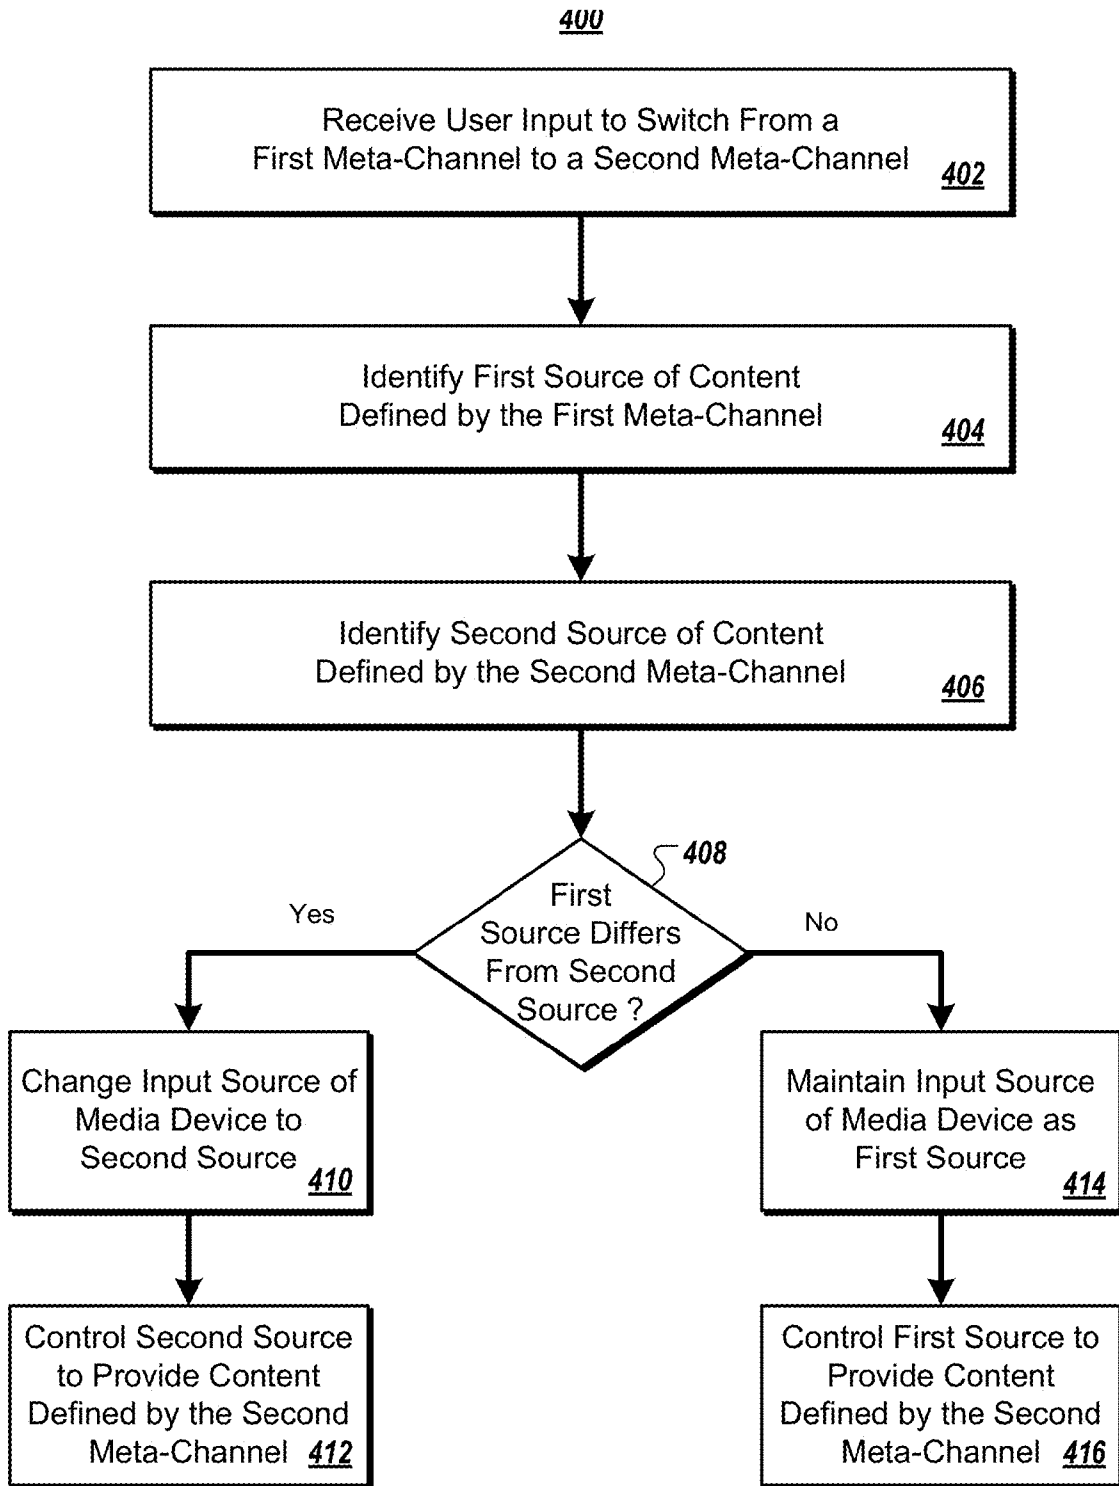 400
Receive User Input to Switch From a
First Meta-Channel to a Second Meta-Channel
402
Identify First Source of Content
Defined by the First Meta-Channel
404
Identify Second Source of Content
Defined by the Second Meta-Channel
406
408
First
Source Differs
From Second
Source ?
Yes
No
Change Input Source of
Media Device to
Second Source
410
Maintain Input Source
of Media Device as
First Source
414
Control Second Source
to Provide Content
Defined by the Second
Meta-Channel 412
Control First Source to
Provide Content
Defined by the Second
Meta-Channel 416